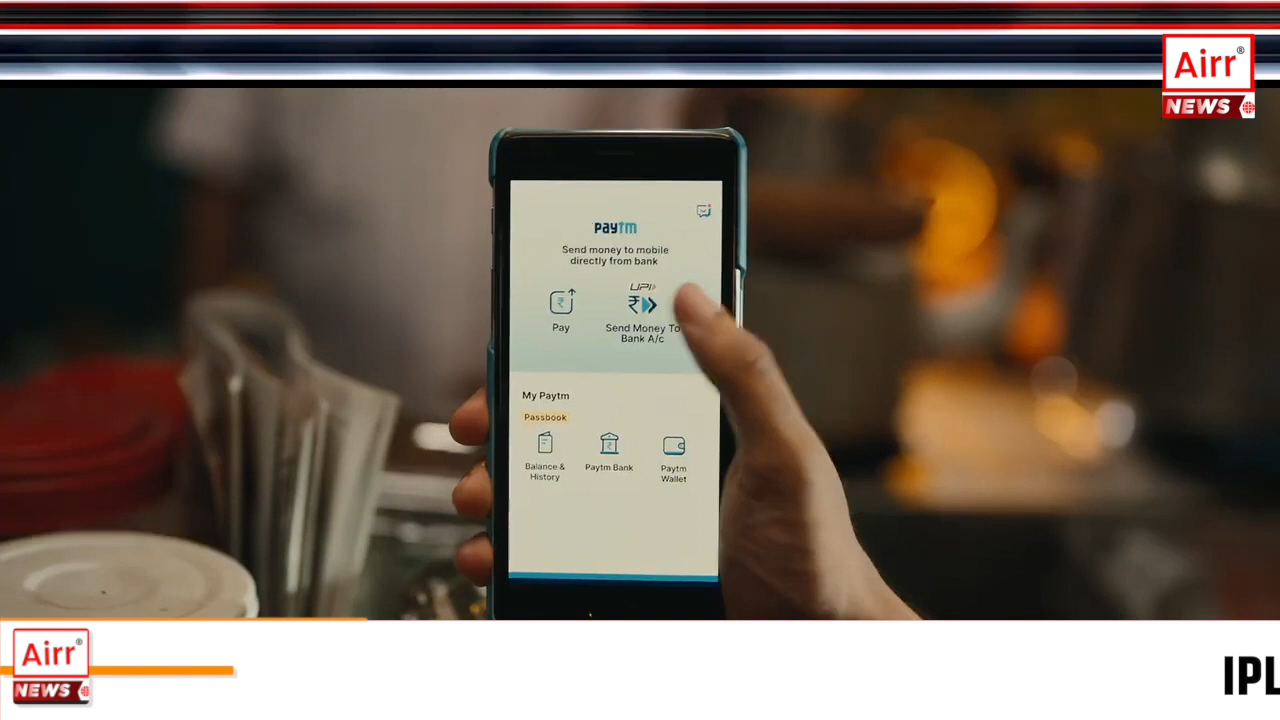 Airr®
NEWS
paytm
Send money to mobile
directly from bank
UPI
Pay
Send Money To
Bank A/c
My Paytm
Passbook
Balance &
History
Paytm Bank
Paytm
Wallet
Airr®
NEWS
IPL